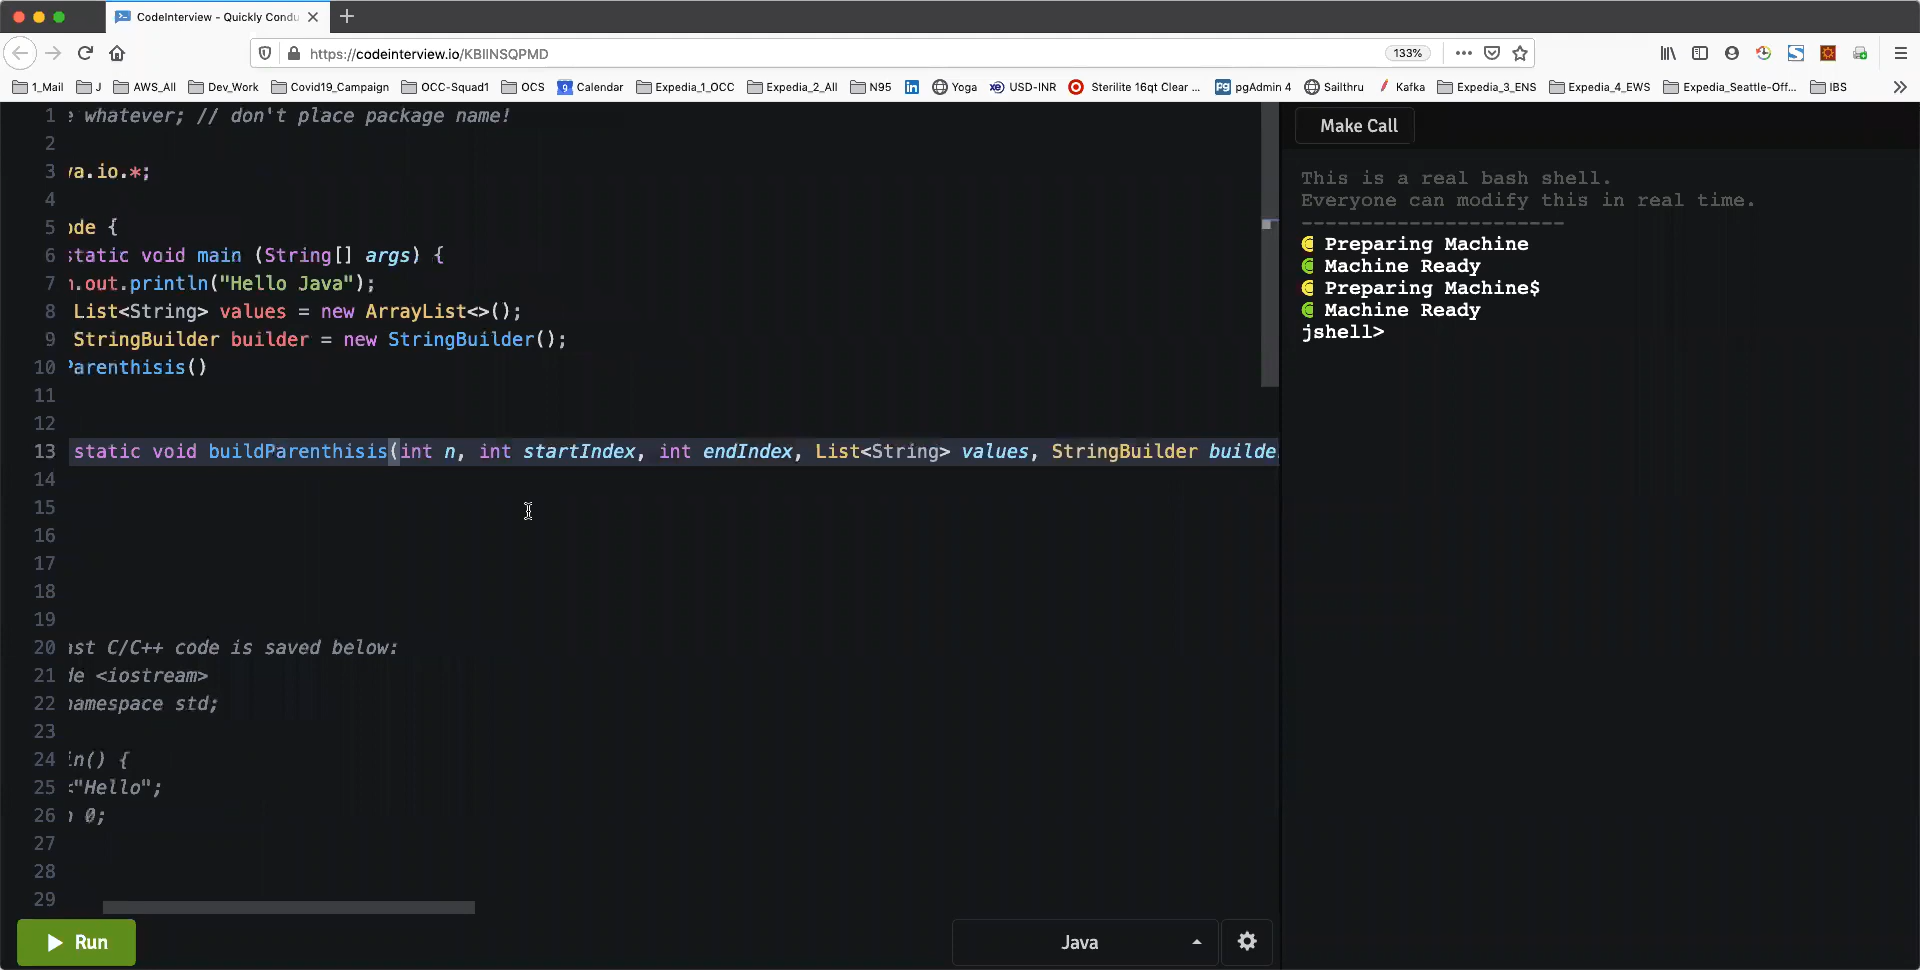 CodeInterview - Quickly Condu
https://codeinterview.io/KBIINSQPMD
133%
1_Mail
J
AWS_All
Dev_Work
Covid19_Campaign
OCC-Squad1
OCS
Calendar
Expedia_1_OCC
Expedia_2_All
N95
Yoga
USD-INR
Sterilite 16qt Clear ...
pgAdmin 4
Sailthru
Kafka
Expedia_3_ENS
Expedia_4_EWS
Expedia_Seattle-Off...
IBS
1 e whatever; // don't place package name!
2
3 va.io.*;
4
5 ode {
6 static void main (String[] args) {
7 n.out.println("Hello Java");
8 List<String> values = new ArrayList<>();
9 StringBuilder builder = new StringBuilder();
10 Parenthisis()
11
12
13 static void buildParenthisis(int n, int startIndex, int endIndex, List<String> values, StringBuilder builde
14
15
16
17
18
19
20 ast C/C++ code is saved below:
21 de <iostream>
22 namespace std;
23
24 in() {
25 <"Hello";
26 n 0;
27
28
29
Run
Java
Make Call
This is a real bash shell.
Everyone can modify this in real time.
-----------------------
Preparing Machine
Machine Ready
Preparing Machine$
Machine Ready
jshell>